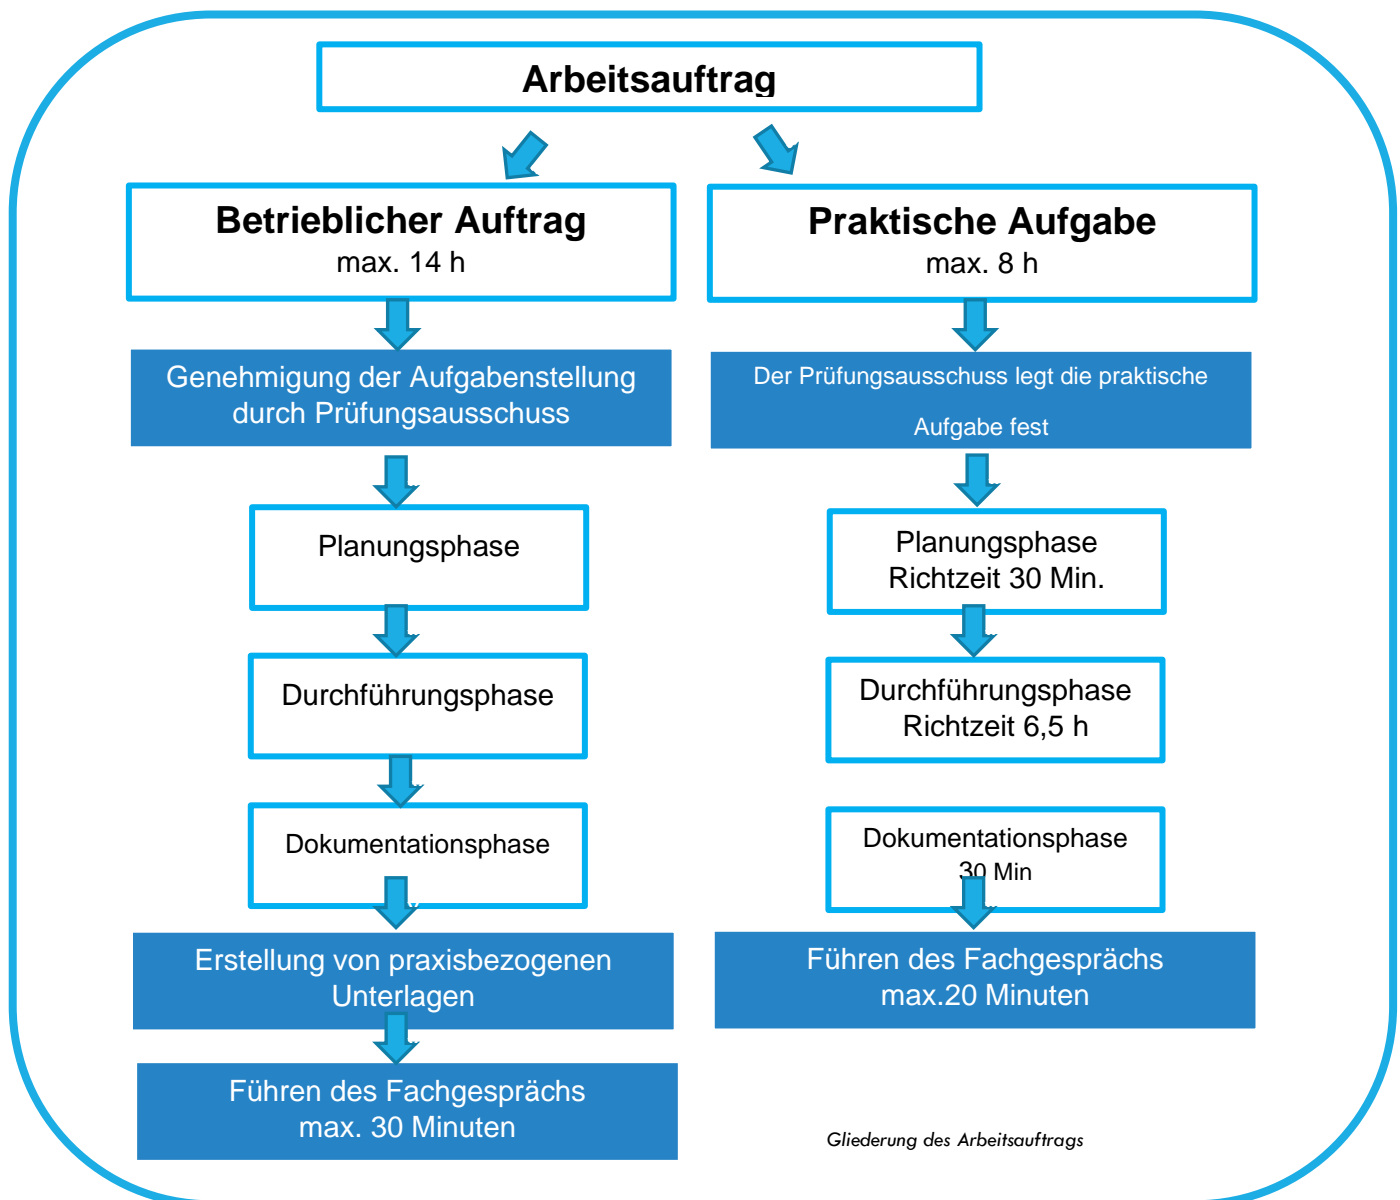 Arbeitsauftrag
Betrieblicher Auftrag
max. 14 h
Genehmigung der Aufgabenstellung
durch Prüfungsausschuss
Planungsphase
Durchführungsphase
Dokumentationsphase
Erstellung von praxisbezogenen
Unterlagen
Führen des Fachgesprächs
max. 30 Minuten
Praktische Aufgabe
max. 8 h
Der Prüfungsausschuss legt die praktische
Aufgabe fest
Planungsphase
Richtzeit 30 Min.
Durchführungsphase
Richtzeit 6,5 h
Dokumentationsphase
30 Min
Führen des Fachgesprächs
max.20 Minuten
Gliederung des Arbeitsauftrags